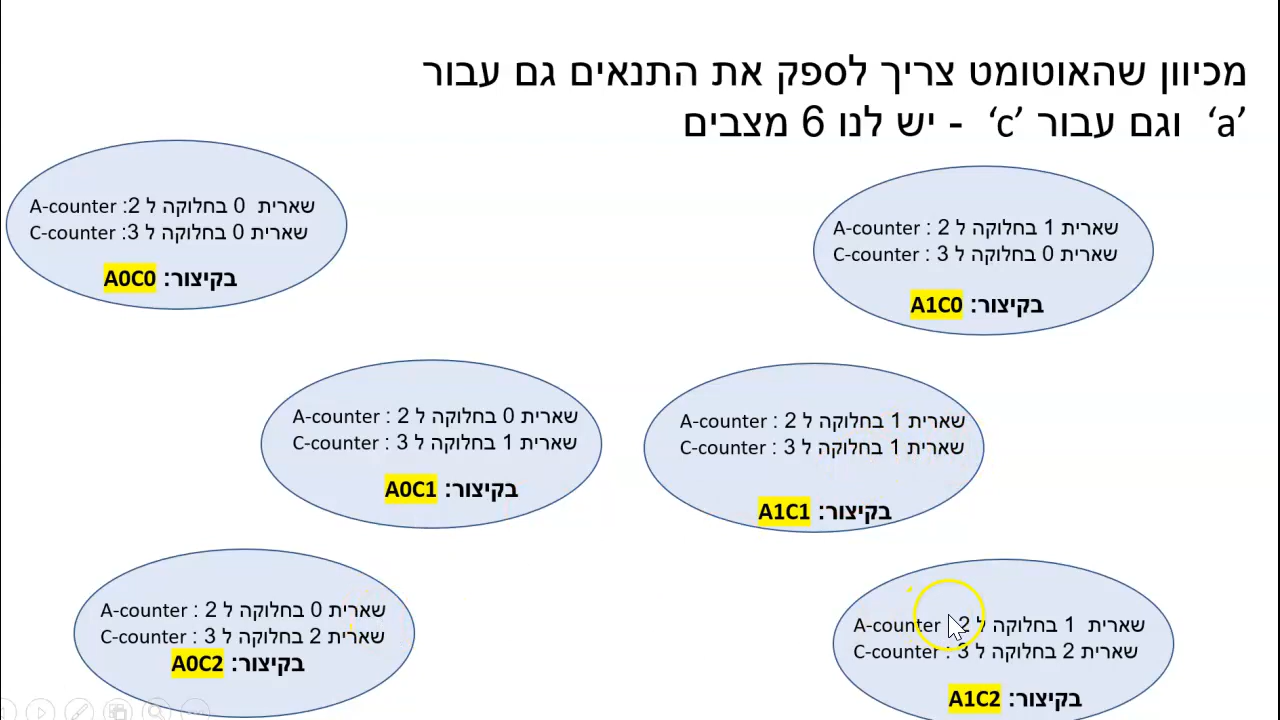 מכיוון שהאוטומט צריך לספק את התנאים גם עבור
‘a’ וגם עבור ‘c’ - יש לנו 6 מצבים
A-counter :שארית 0 בחלוקה ל 2
C-counter :שארית 0 בחלוקה ל 3
בקיצור: A0C0
A-counter : שארית 1 בחלוקה ל 2
C-counter : שארית 0 בחלוקה ל 3
בקיצור: A1C0
A-counter : שארית 0 בחלוקה ל 2
C-counter : שארית 1 בחלוקה ל 3
בקיצור: A0C1
A-counter : שארית 1 בחלוקה ל 2
C-counter : שארית 1 בחלוקה ל 3
בקיצור: A1C1
A-counter : שארית 0 בחלוקה ל 2
C-counter : שארית 2 בחלוקה ל 3
בקיצור: A0C2
A-counter : שארית 1 בחלוקה ל 2
C-counter : שארית 2 בחלוקה ל 3
בקיצור: A1C2